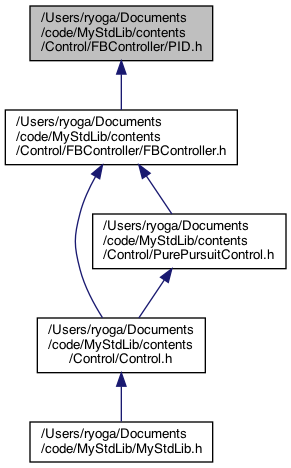 /Users/ryoga/Documents
/code/MyStdLib/contents
/Control/FBController/PID.h
/Users/ryoga/Documents
/code/MyStdLib/contents
/Control/FBController/FBController.h
/Users/ryoga/Documents
/code/MyStdLib/contents
/Control/PurePursuitControl.h
/Users/ryoga/Documents
/code/MyStdLib/contents
/Control/Control.h
/Users/ryoga/Documents
/code/MyStdLib/MyStdLib.h